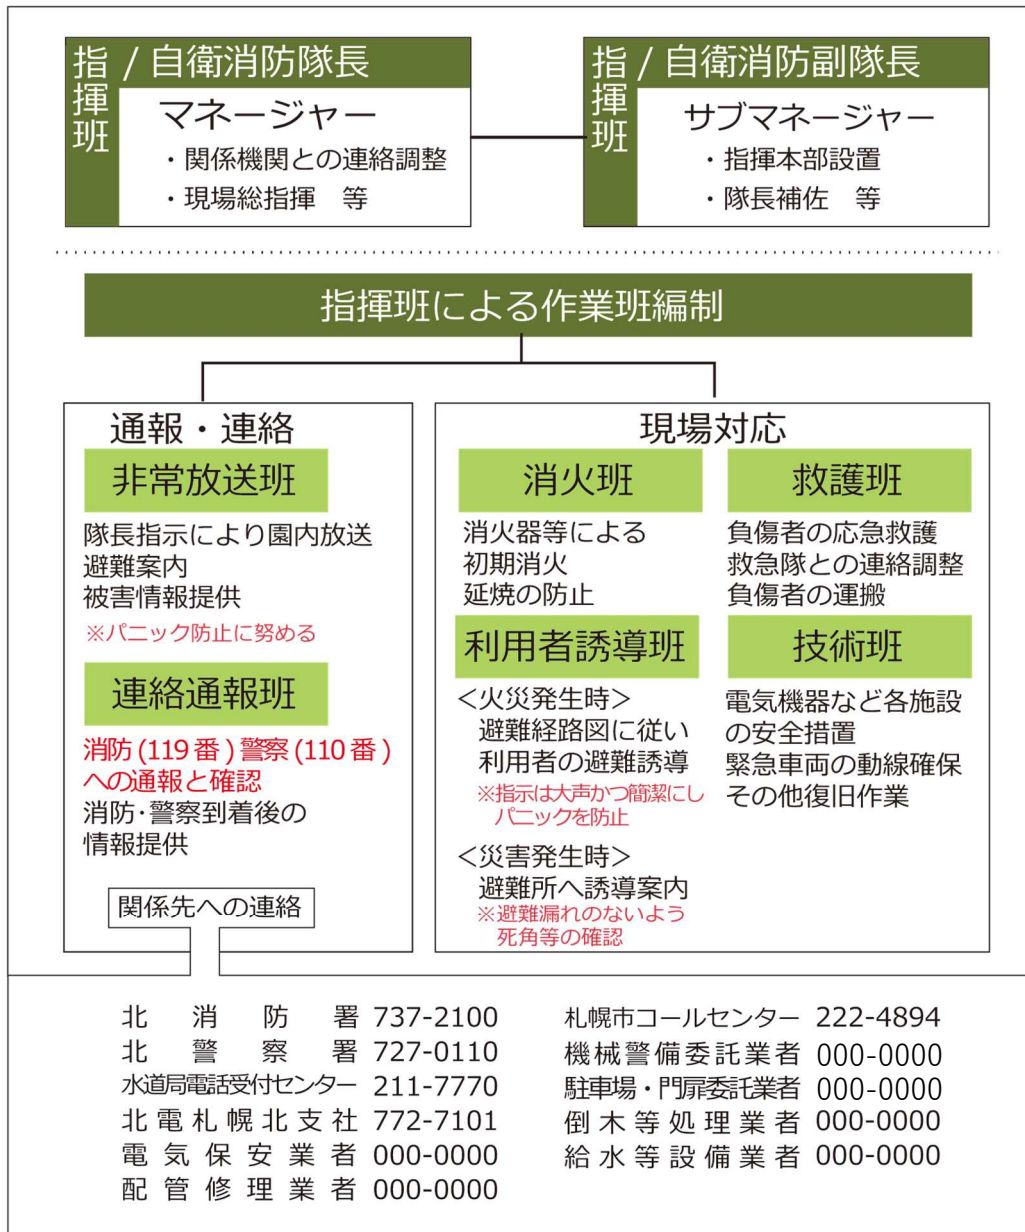 指揮班 / 自衛消防隊長
マネージャー
・関係機関との連絡調整
・現場総指揮　等
指揮班 / 自衛消防副隊長
サブマネージャー
・指揮本部設置
・隊長補佐　等
指揮班による作業班編制
通報・連絡
非常放送班
隊長指示により園内放送
避難案内
被害情報提供
※パニック防止に努める
連絡通報班
消防(119番)警察(110番)
への通報と確認
消防・警察到着後の
情報提供
関係先への連絡
現場対応
消火班
消火器等による
初期消火
延焼の防止
救護班
負傷者の応急救護
救急隊との連絡調整
負傷者の運搬
利用者誘導班
＜火災発生時＞
避難経路図に従い
利用者の避難誘導
※指示は大声かつ簡潔にし
パニックを防止
＜災害発生時＞
避難所へ誘導案内
※避難漏れのないよう
死角等の確認
技術班
電気機器など各施設
の安全措置
緊急車両の動線確保
その他復旧作業
北消防署 737-2100
北警察署 727-0110
水道局電話受付センター 211-7770
北電札幌北支社 772-7101
電気保安業者 000-0000
配管修理業者 000-0000
札幌市コールセンター 222-4894
機械警備委託業者 000-0000
駐車場・門扉委託業者 000-0000
倒木等処理業者 000-0000
給水等設備業者 000-0000